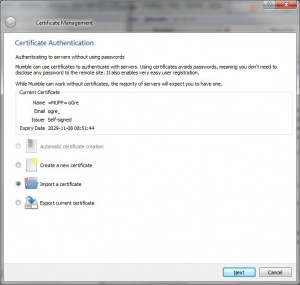 Certificate Management
Certificate Authentication
Authenticating to servers without using passwords
Mumble can use certificates to authenticate with servers. Using certificates avoids passwords, meaning you don't need to
disclose any password to the remote site. It also enables very easy user registration.
While Mumble can work without certificates, the majority of servers will expect you to have one.
Current Certificate
Name =MUFF= oGre
Email ogre_
Issuer Self-signed
Expiry Date 2029-11-08 08:51:44
Automatic certificate creation
Create a new certificate
Import a certificate
Export current certificate
Next
Cancel